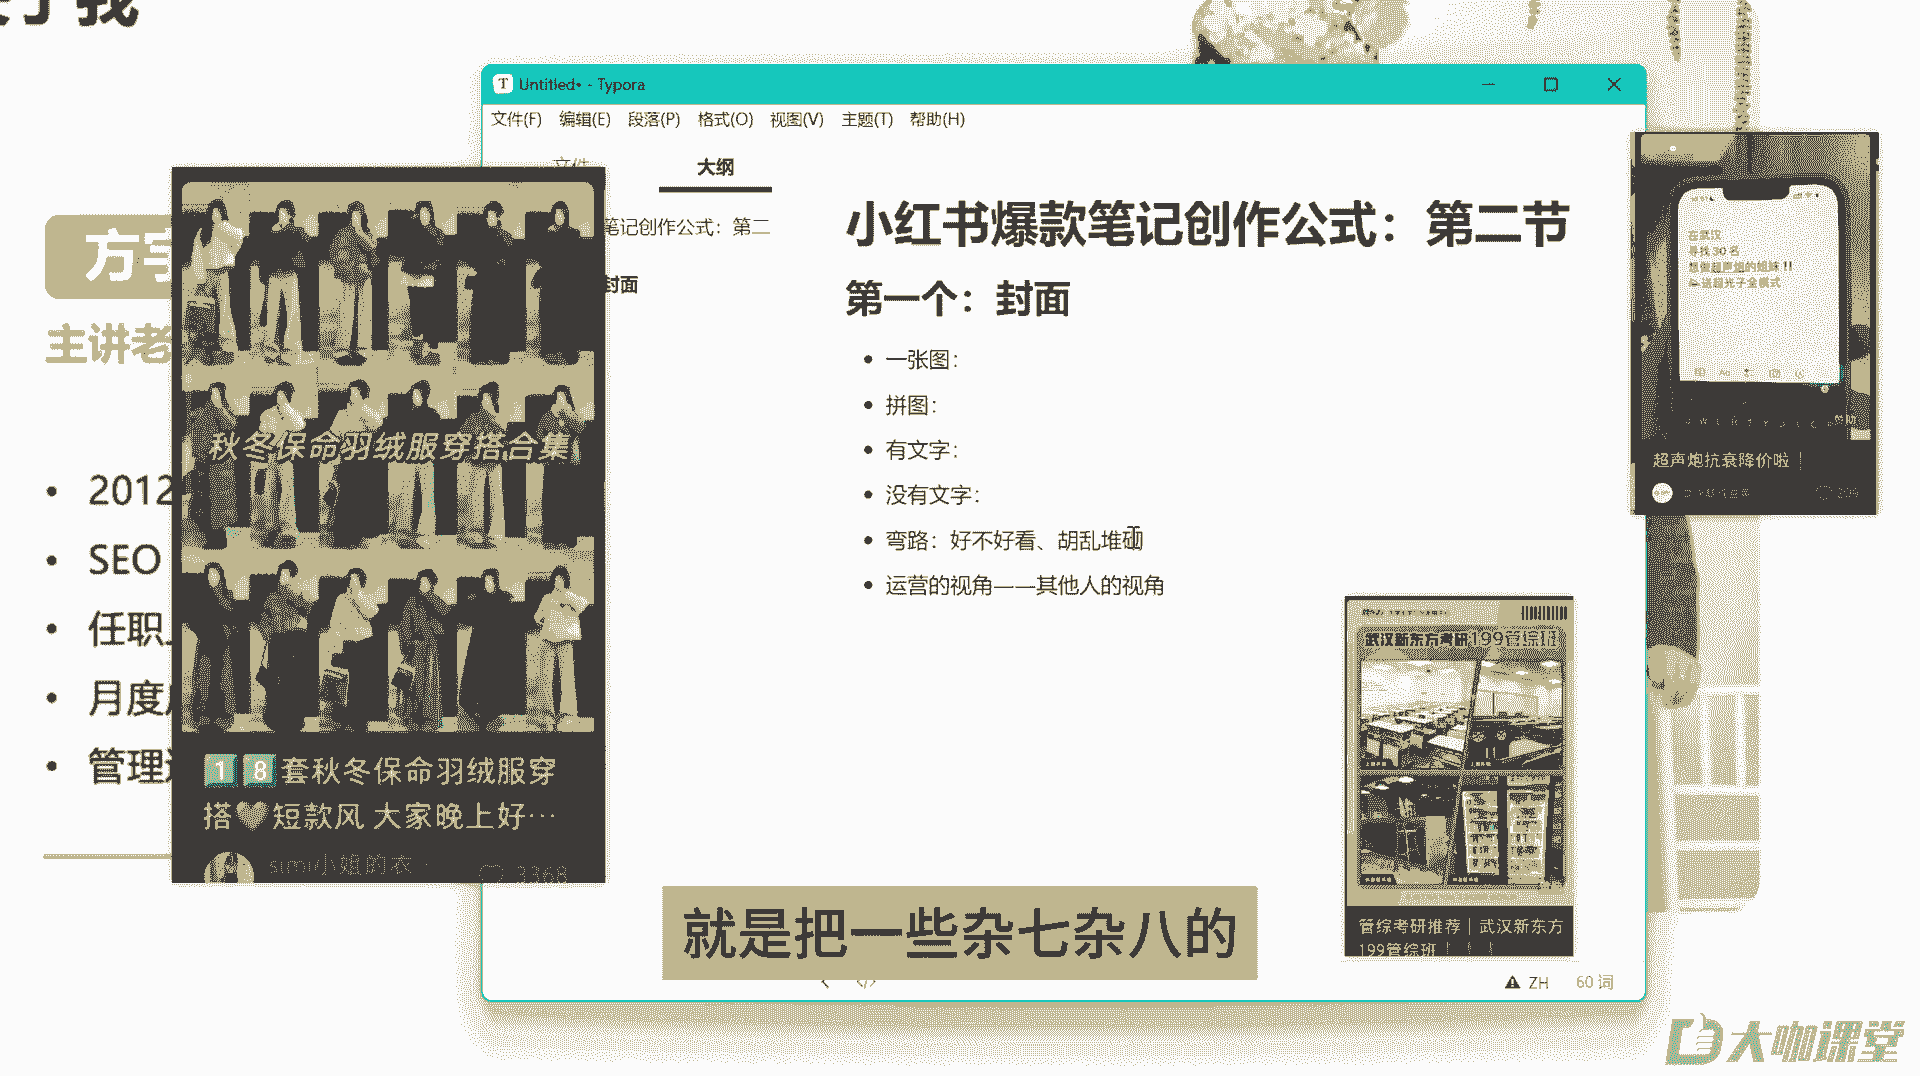 Untitled• - Typora
文件(F) 编辑(E) 段落(P) 格式(O) 视图(V) 主题(T) 帮助(H)
文件 大纲
笔记创作公式：第二
封面
小红书爆款笔记创作公式：第二节
第一个：封面
一张图：
拼图：
有文字：
没有文字：
弯路：好不好看、胡乱堆砌
运营的视角——其他人的视角
主讲老
2012
SEO
任职
月度
管理
秋冬保命羽绒服穿搭合集
18套秋冬保命羽绒服穿
搭🤎短款风 大家晚上好…
simi小姐的衣
3368
在武汉
寻找30名
超声炮抗衰降价啦｜
武汉新东方考研199管综班
管综考研推荐｜武汉新东方
199管综班
就是把一些杂七杂八的
ZH 60 词
大咖课堂